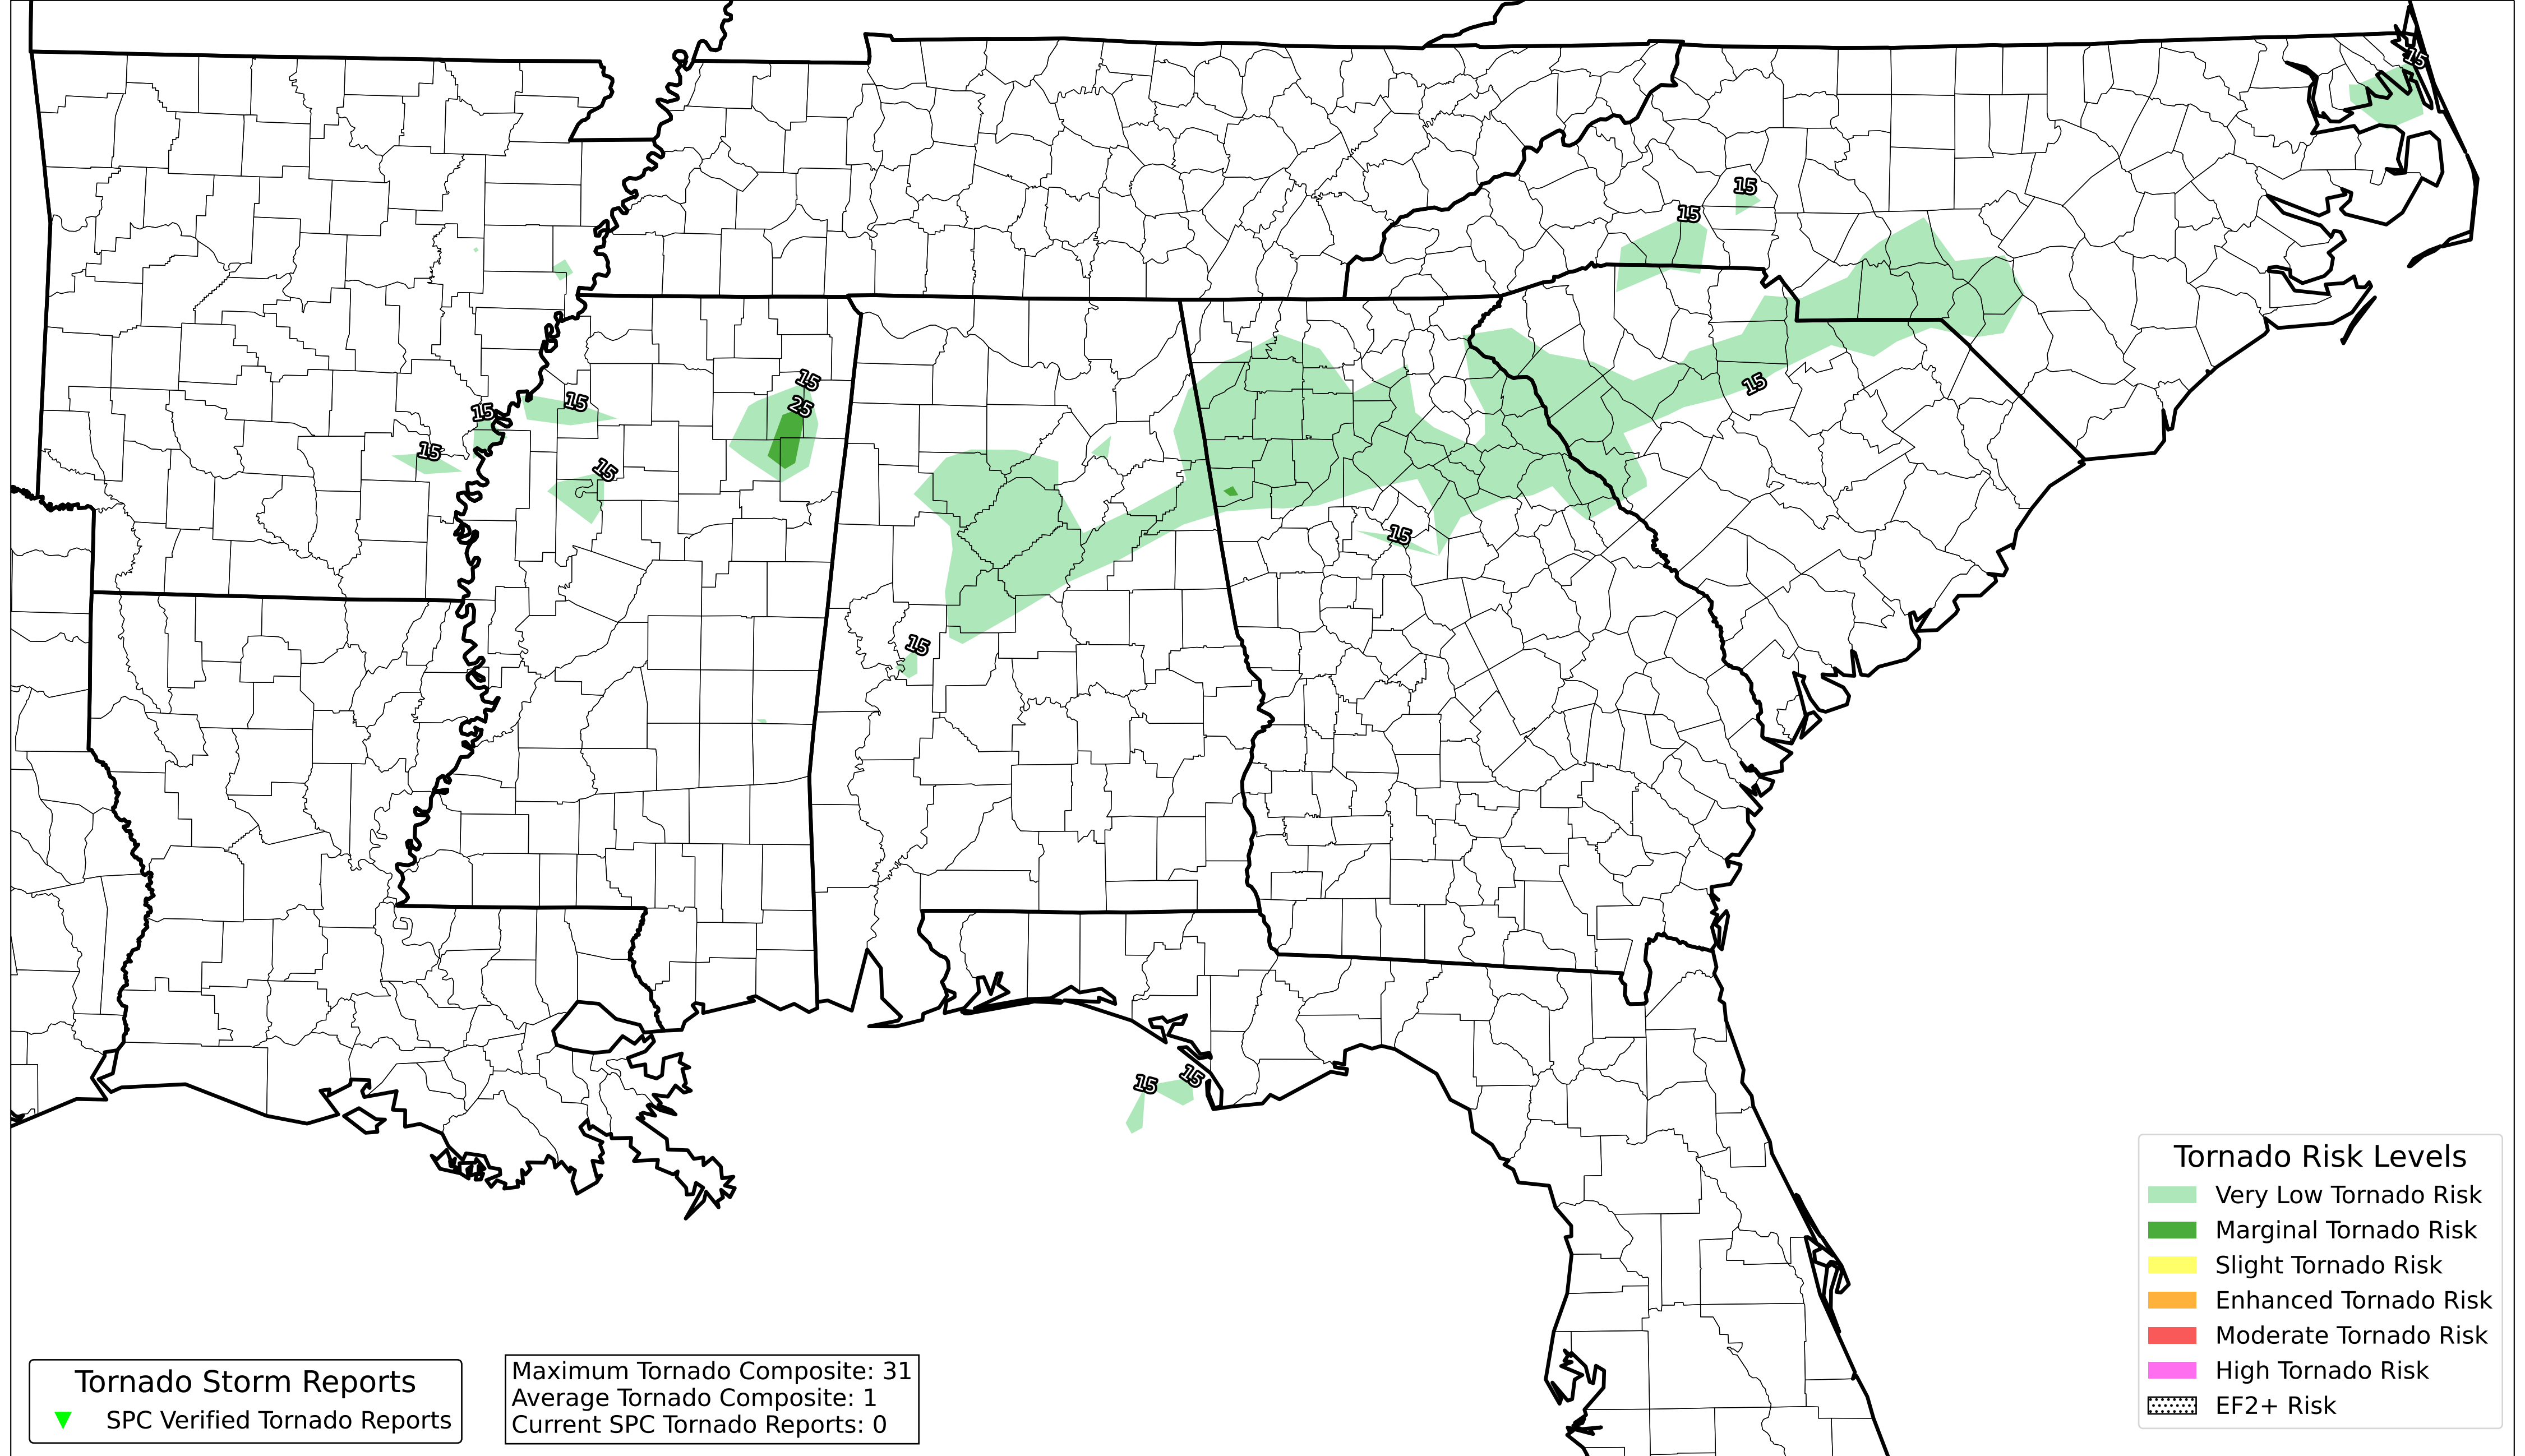 15
15
15
15
25
15
15
15
15
15
15
15
15
15
Tornado Risk Levels
Very Low Tornado Risk
Marginal Tornado Risk
Slight Tornado Risk
Enhanced Tornado Risk
Moderate Tornado Risk
High Tornado Risk
EF2+ Risk
Tornado Storm Reports
SPC Verified Tornado Reports
Maximum Tornado Composite: 31
Average Tornado Composite: 1
Current SPC Tornado Reports: 0